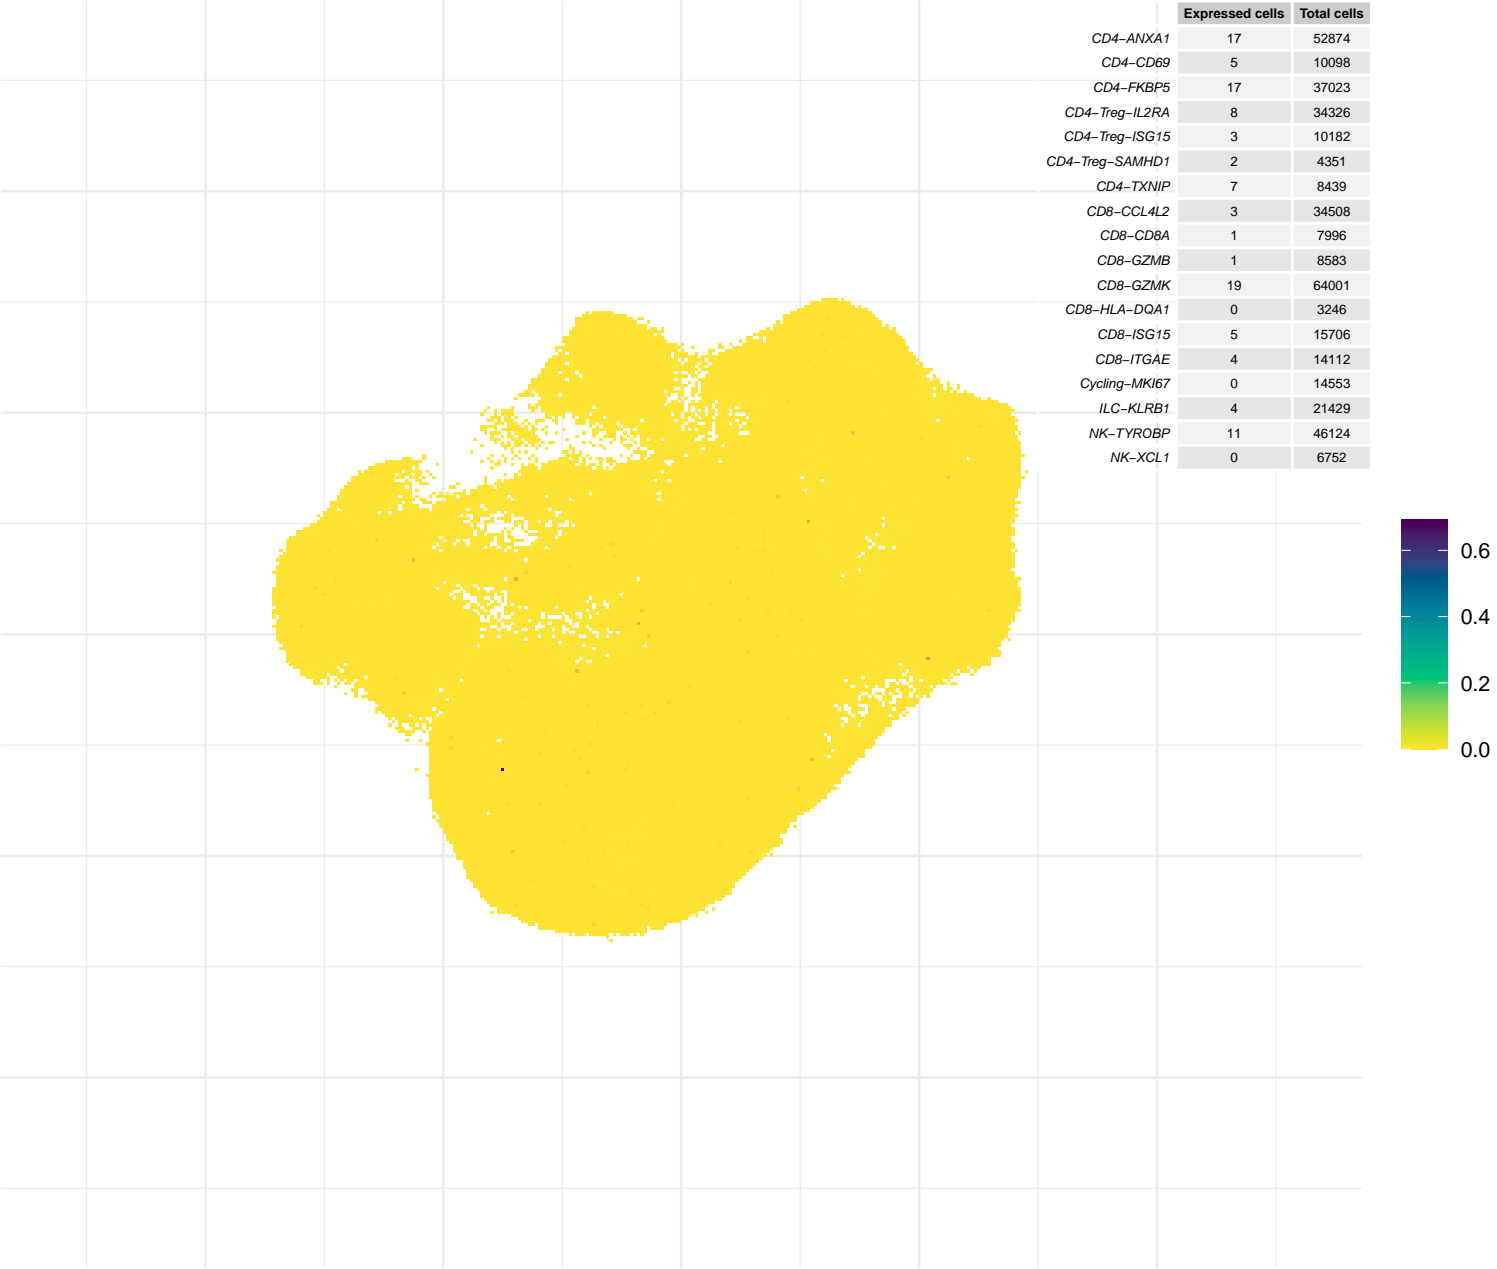 Expressed cells Total cells
CD4−ANXA1 17 52874
CD4−CD69 5 10098
CD4−FKBP5 17 37023
CD4−Treg−IL2RA 8 34326
CD4−Treg−ISG15 3 10182
CD4−Treg−SAMHD1 2 4351
CD4−TXNIP 7 8439
CD8−CCL4L2 3 34508
CD8−CD8A 1 7996
CD8−GZMB 1 8583
CD8−GZMK 19 64001
CD8−HLA−DQA1 0 3246
CD8−ISG15 5 15706
CD8−ITGAE 4 14112
Cycling−MKI67 0 14553
ILC−KLRB1 4 21429
NK−TYROBP 11 46124
NK−XCL1 0 6752
0.6
0.4
0.2
0.0